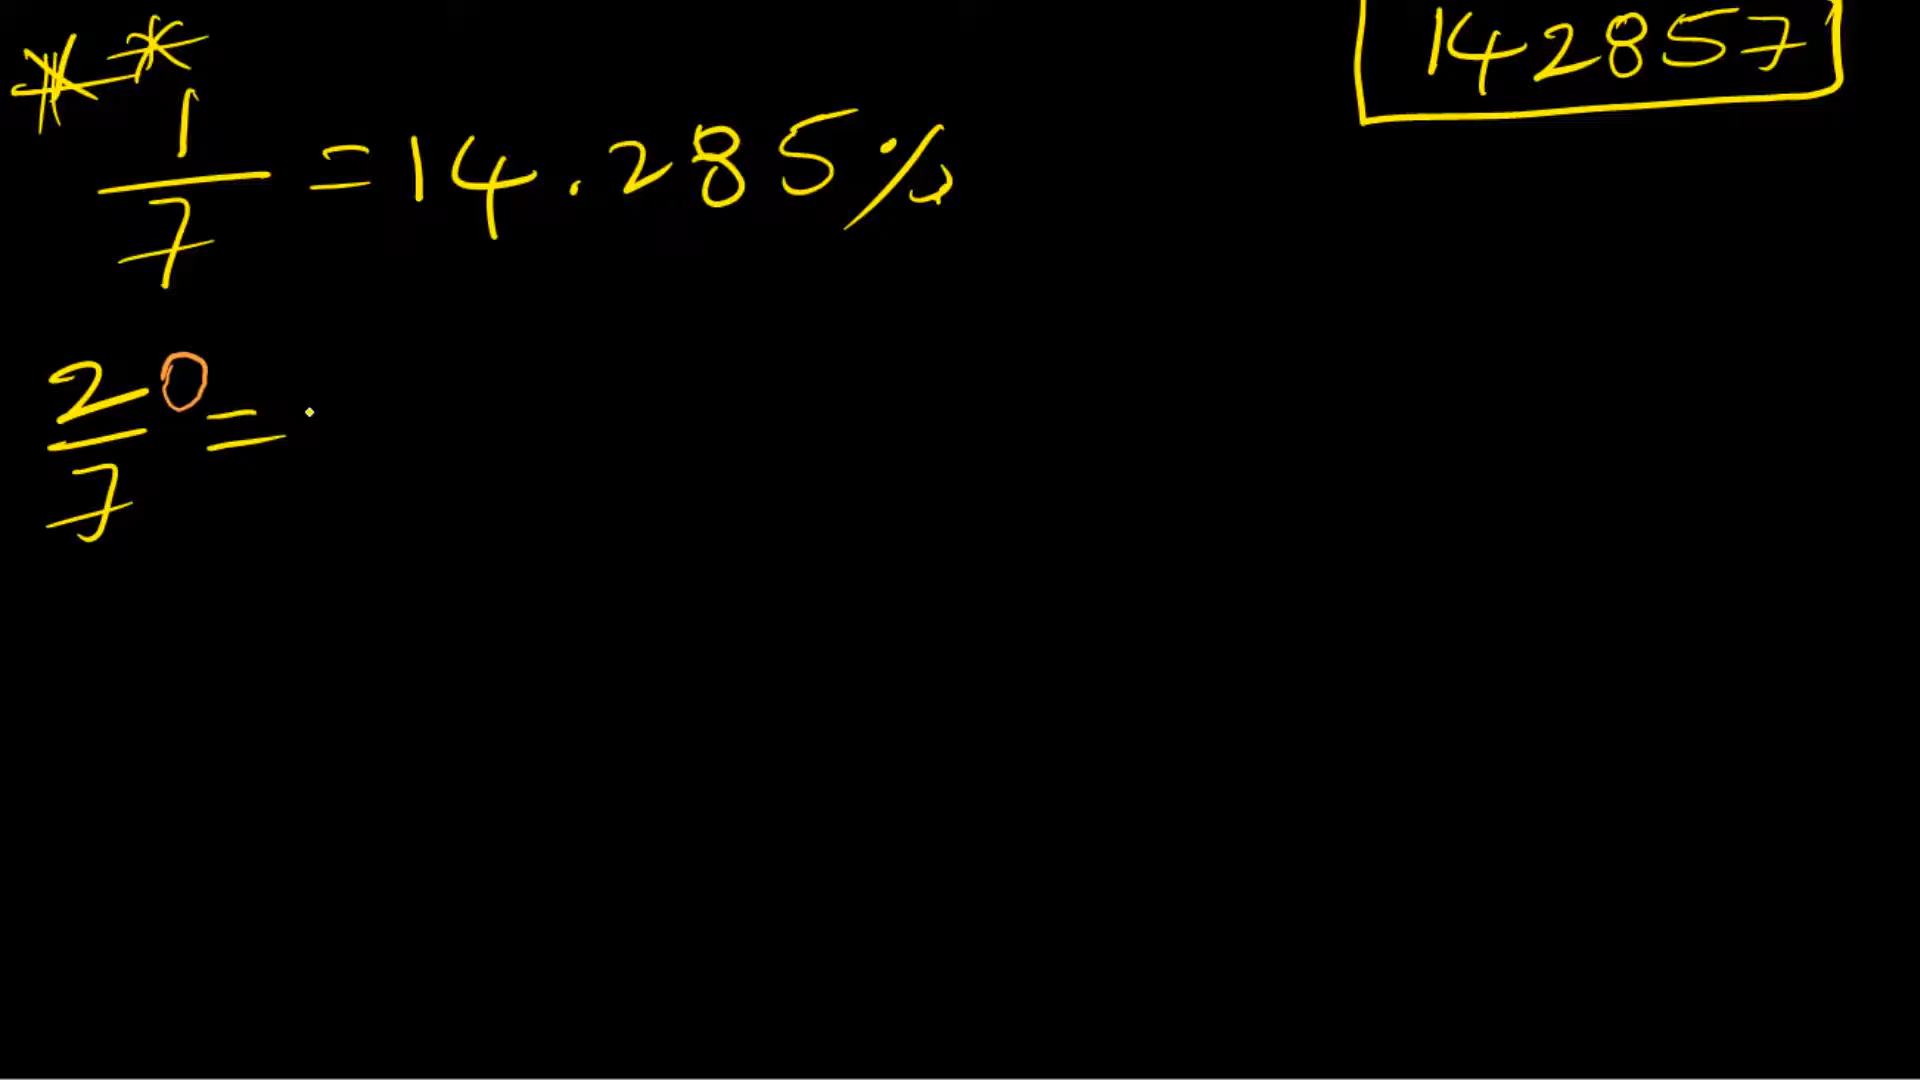 * *
142857
1/7 = 14.285%
2/7 0 =